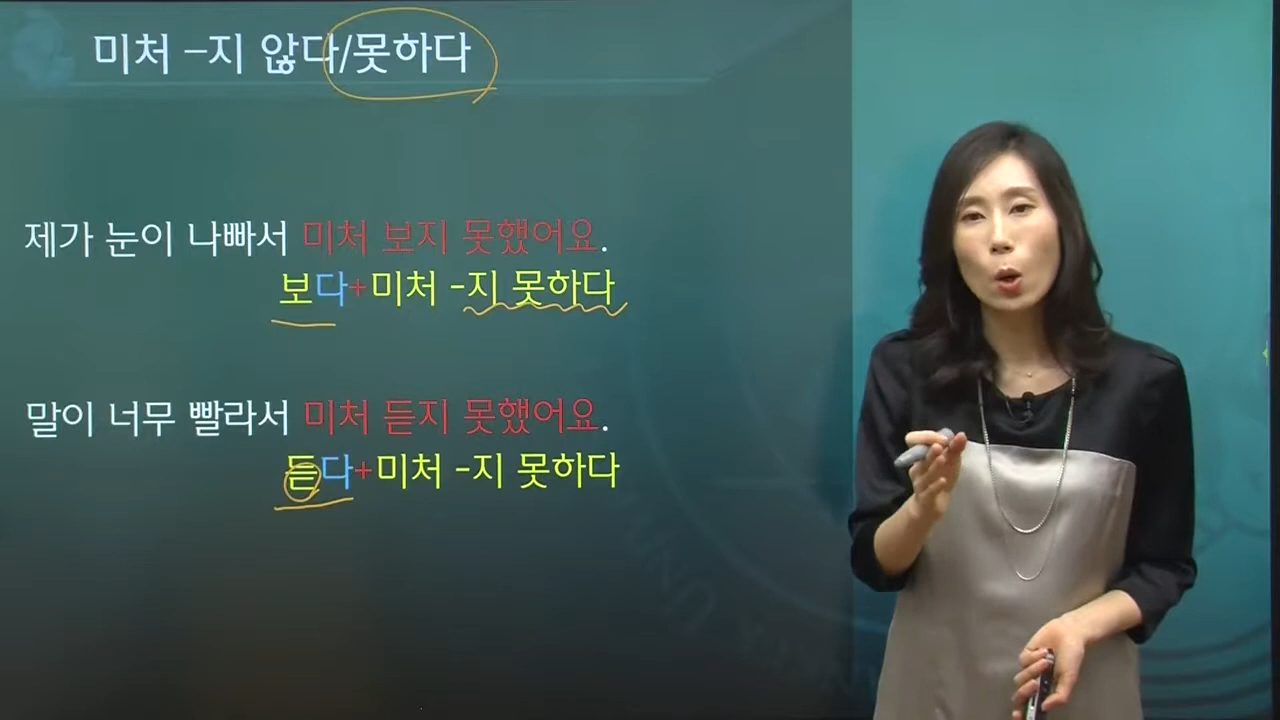 미처 –지 않다/못하다
제가 눈이 나빠서 미처 보지 못했어요.
보다+미처 -지 못하다
말이 너무 빨라서 미처 듣지 못했어요.
듣다+미처 -지 못하다